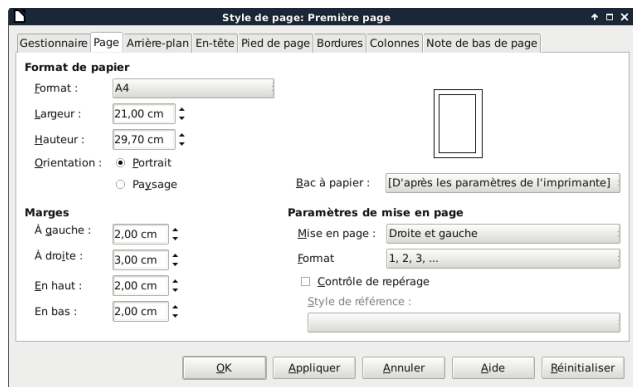 Style de page: Première page
Gestionnaire Page Arrière-plan En-tête Pied de page Bordures Colonnes Note de bas de page
Format de papier
Format : A4
Largeur : 21,00 cm
Hauteur : 29,70 cm
Orientation : Portrait
Paysage
Bac à papier : [D'après les paramètres de l'imprimante]
Marges
À gauche : 2,00 cm
À droite : 3,00 cm
En haut : 2,00 cm
En bas : 2,00 cm
Paramètres de mise en page
Mise en page : Droite et gauche
Format 1, 2, 3, ...
Contrôle de repérage
Style de référence :
OK Appliquer Annuler Aide Réinitialiser